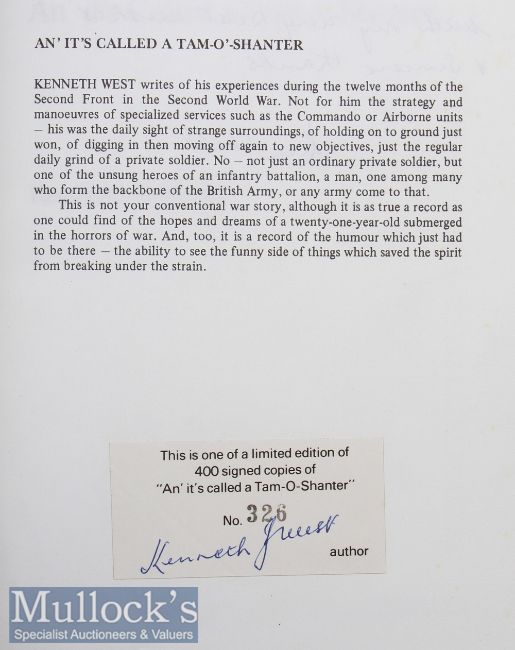 AN' IT'S CALLED A TAM-O'-SHANTER
KENNETH WEST writes of his experiences during the twelve months of the
Second Front in the Second World War. Not for him the strategy and
manoeuvres of specialized services such as the Commando or Airborne units
– his was the daily sight of strange surroundings, of holding on to ground just
won, of digging in then moving off again to new objectives, just the regular
daily grind of a private soldier. No – not just an ordinary private soldier, but
one of the unsung heroes of an infantry battalion, a man, one among many
who form the backbone of the British Army, or any army come to that.
This is not your conventional war story, although it is as true a record as
one could find of the hopes and dreams of a twenty-one-year-old submerged
in the horrors of war. And, too, it is a record of the humour which just had
to be there – the ability to see the funny side of things which saved the spirit
from breaking under the strain.
This is one of a limited edition of
400 signed copies of
"An' it's called a Tam-O-Shanter"
No. 326
Kenneth J West
author
Mullock's
Specialist Auctioneers & Valuers